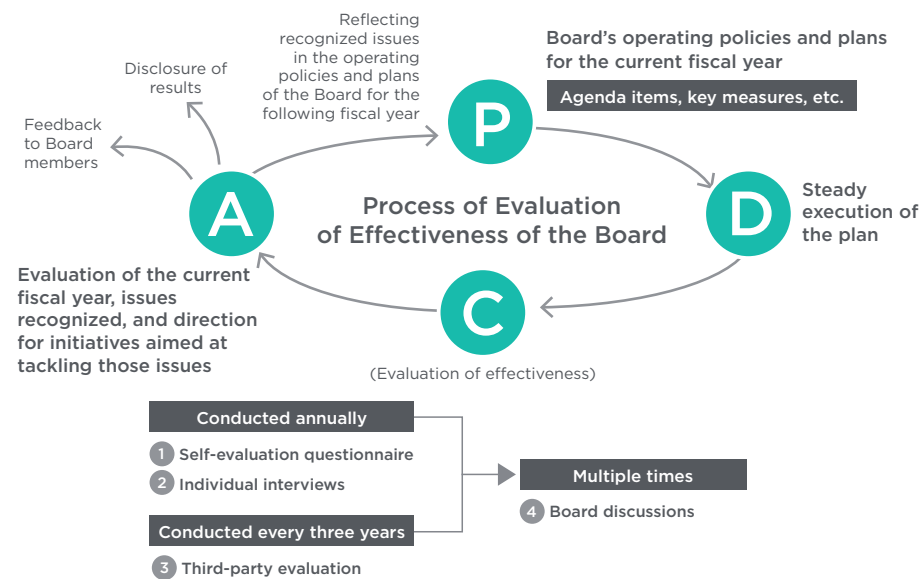 Reflecting
recognized issues
in the operating
policies and plans
of the Board for the
following fiscal year
Board's operating policies and plans
for the current fiscal year
Agenda items, key measures, etc.
Disclosure of
results
Feedback
to Board
members
P
A
D
Process of Evaluation
of Effectiveness of the Board
Steady
execution of
the plan
Evaluation of the current
fiscal year, issues
recognized, and direction
for initiatives aimed at
tackling those issues
C
(Evaluation of effectiveness)
Conducted annually
1 Self-evaluation questionnaire
2 Individual interviews
Conducted every three years
3 Third-party evaluation
Multiple times
4 Board discussions